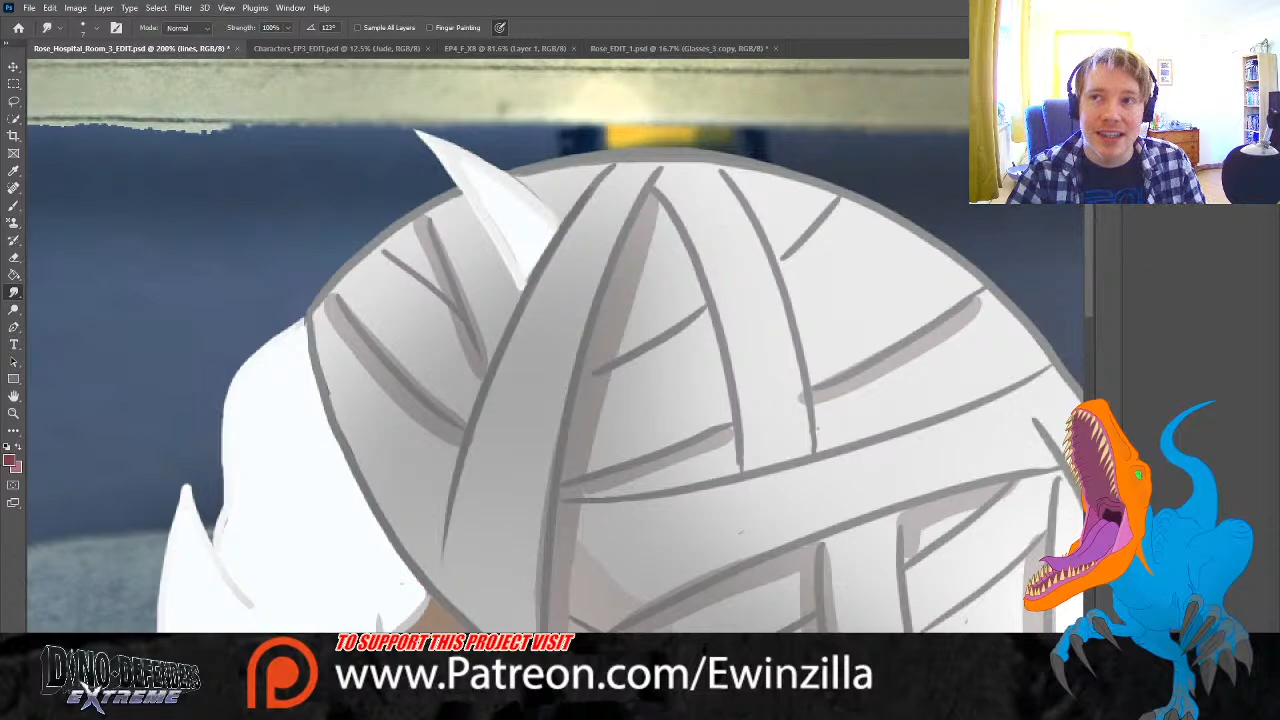 File Edit Image Layer Type Select Filter 3D View Plugins Window Help
7 Mode: Normal Strength: 100% 123° Sample All Layers Finger Painting
Rose_Hospital_Room_3_EDIT.psd @ 200% (lines, RGB/8) * × Characters_EP3_EDIT.psd @ 12.5% (Jude, RGB/8) × EP4_F_X8 @ 81.6% (Layer 1, RGB/8) × Rose_EDIT_1.psd @ 16.7% (Glasses_3 copy, RGB/8) * ×
DINO-DEFENDERS
EXTREME
TO SUPPORT THIS PROJECT VISIT
www.Patreon.com/Ewinzilla